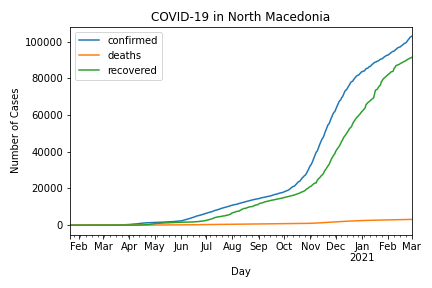 COVID-19 in North Macedonia
confirmed
deaths
recovered
Number of Cases
100000
80000
60000
40000
20000
0
Feb Mar Apr May Jun Jul Aug Sep Oct Nov Dec Jan Feb Mar
2021
Day